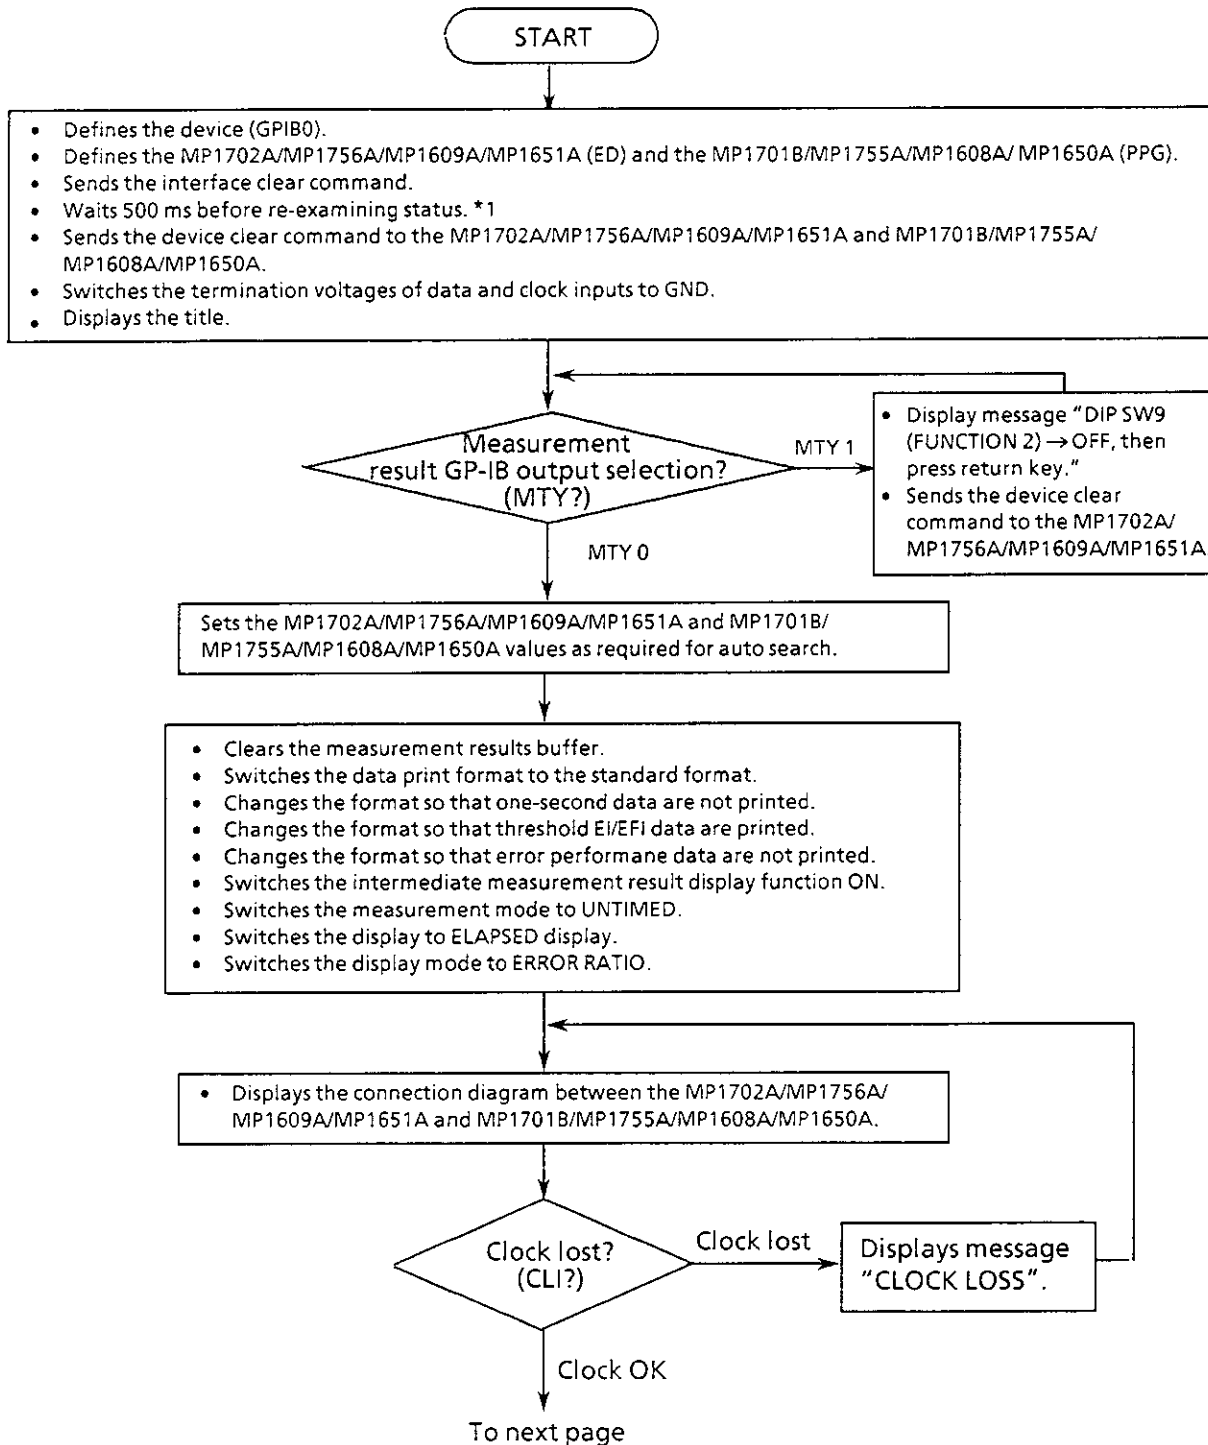 START
• Defines the device (GPIB0).
• Defines the MP1702A/MP1756A/MP1609A/MP1651A (ED) and the MP1701B/MP1755A/MP1608A/ MP1650A (PPG).
• Sends the interface clear command.
• Waits 500 ms before re-examining status. *1
• Sends the device clear command to the MP1702A/MP1756A/MP1609A/MP1651A and MP1701B/MP1755A/
MP1608A/MP1650A.
• Switches the termination voltages of data and clock inputs to GND.
• Displays the title.
Measurement
result GP-IB output selection?
(MTY?)
MTY 1
• Display message "DIP SW9
(FUNCTION 2) → OFF, then
press return key."
• Sends the device clear
command to the MP1702A/
MP1756A/MP1609A/MP1651A
MTY 0
Sets the MP1702A/MP1756A/MP1609A/MP1651A and MP1701B/
MP1755A/MP1608A/MP1650A values as required for auto search.
• Clears the measurement results buffer.
• Switches the data print format to the standard format.
• Changes the format so that one-second data are not printed.
• Changes the format so that threshold EI/EFI data are printed.
• Changes the format so that error performane data are not printed.
• Switches the intermediate measurement result display function ON.
• Switches the measurement mode to UNTIMED.
• Switches the display to ELAPSED display.
• Switches the display mode to ERROR RATIO.
• Displays the connection diagram between the MP1702A/MP1756A/
MP1609A/MP1651A and MP1701B/MP1755A/MP1608A/MP1650A.
Clock lost?
(CLI?)
Clock lost
Displays message
"CLOCK LOSS".
Clock OK
To next page